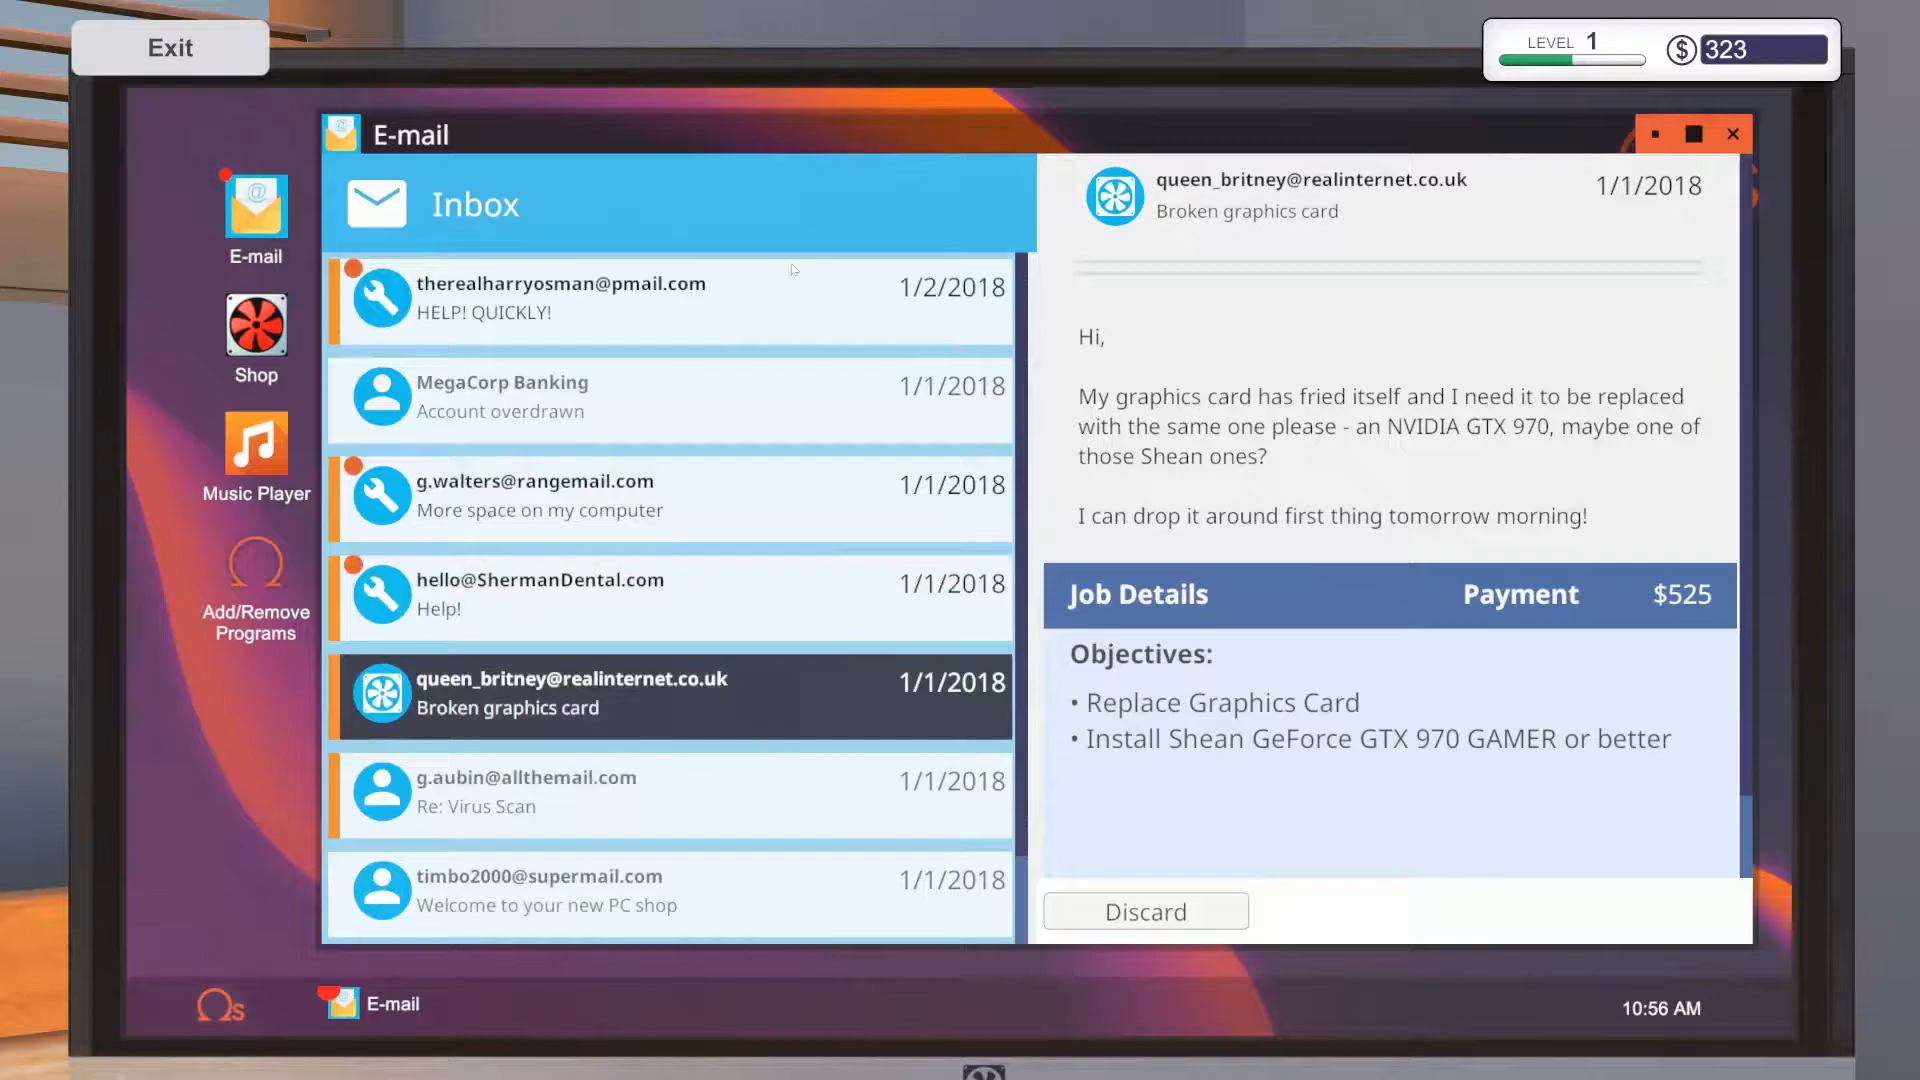 Exit
LEVEL 1
$ 323
E-mail
Inbox
E-mail
Shop
Music Player
Add/Remove
Programs
therealharryosman@pmail.com
1/2/2018
HELP! QUICKLY!
MegaCorp Banking
1/1/2018
Account overdrawn
g.walters@rangemail.com
1/1/2018
More space on my computer
hello@ShermanDental.com
1/1/2018
Help!
queen_britney@realinternet.co.uk
1/1/2018
Broken graphics card
g.aubin@allthemail.com
1/1/2018
Re: Virus Scan
timbo2000@supermail.com
1/1/2018
Welcome to your new PC shop
queen_britney@realinternet.co.uk
1/1/2018
Broken graphics card
Hi,
My graphics card has fried itself and I need it to be replaced
with the same one please - an NVIDIA GTX 970, maybe one of
those Shean ones?
I can drop it around first thing tomorrow morning!
Job Details Payment $525
Objectives:
• Replace Graphics Card
• Install Shean GeForce GTX 970 GAMER or better
Discard
Ωs
E-mail
10:56 AM